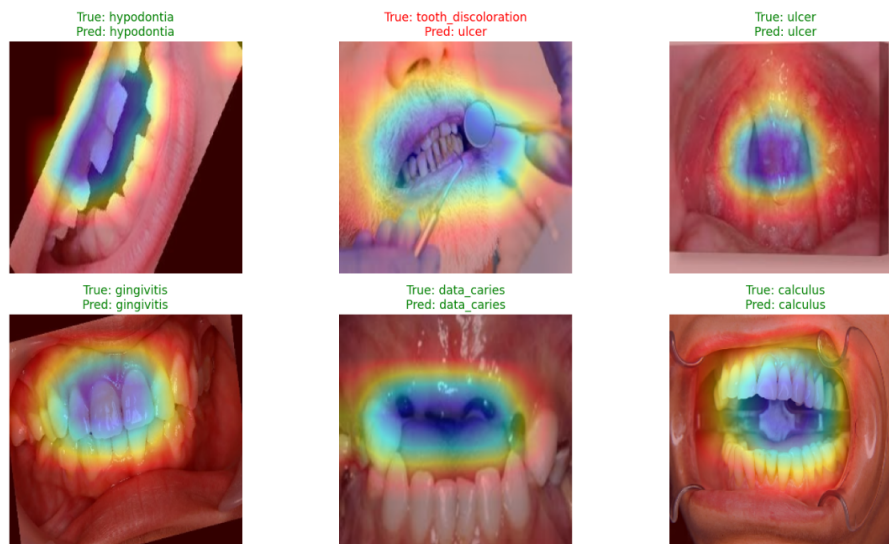 True: hypodontia
Pred: hypodontia
True: tooth_discoloration
Pred: ulcer
True: ulcer
Pred: ulcer
True: gingivitis
Pred: gingivitis
True: data_caries
Pred: data_caries
True: calculus
Pred: calculus